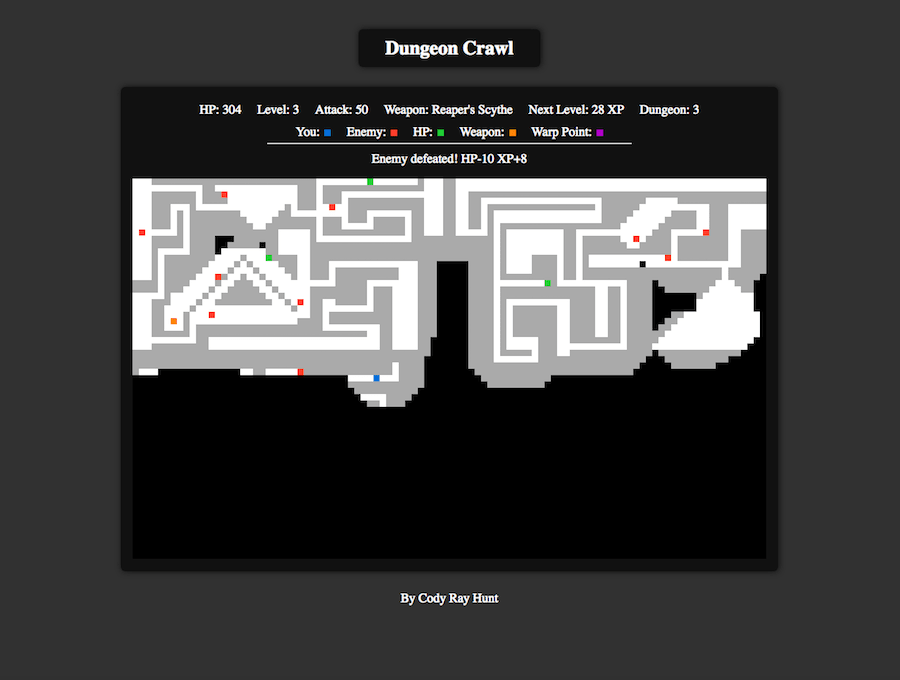 Dungeon Crawl
HP: 304 Level: 3 Attack: 50 Weapon: Reaper's Scythe Next Level: 28 XP Dungeon: 3
You: Enemy: HP: Weapon: Warp Point:
Enemy defeated! HP-10 XP+8
By Cody Ray Hunt